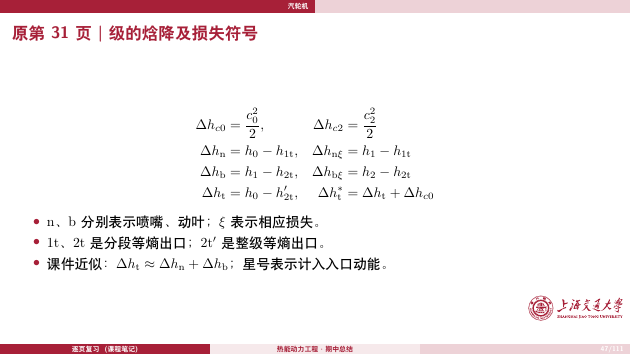 汽轮机
原第 31 页 | 级的焓降及损失符号
Δh_{c0} = \frac{c_0^2}{2}, Δh_{c2} = \frac{c_2^2}{2}
Δh_n = h_0 − h_{1t}, Δh_{nξ} = h_1 − h_{1t}
Δh_b = h_1 − h_{2t}, Δh_{bξ} = h_2 − h_{2t}
Δh_t = h_0 − h'_{2t}, Δh_t^* = Δh_t + Δh_{c0}
• n、b 分别表示喷嘴、动叶；ξ 表示相应损失。
• 1t、2t 是分段等熵出口；2t′ 是整级等熵出口。
• 课件近似：Δh_t ≈ Δh_n + Δh_b；星号表示计入入口动能。
上海交通大学
SHANGHAI JIAO TONG UNIVERSITY
逐页复习（课程笔记） 热能动力工程 · 期中总结 47/111